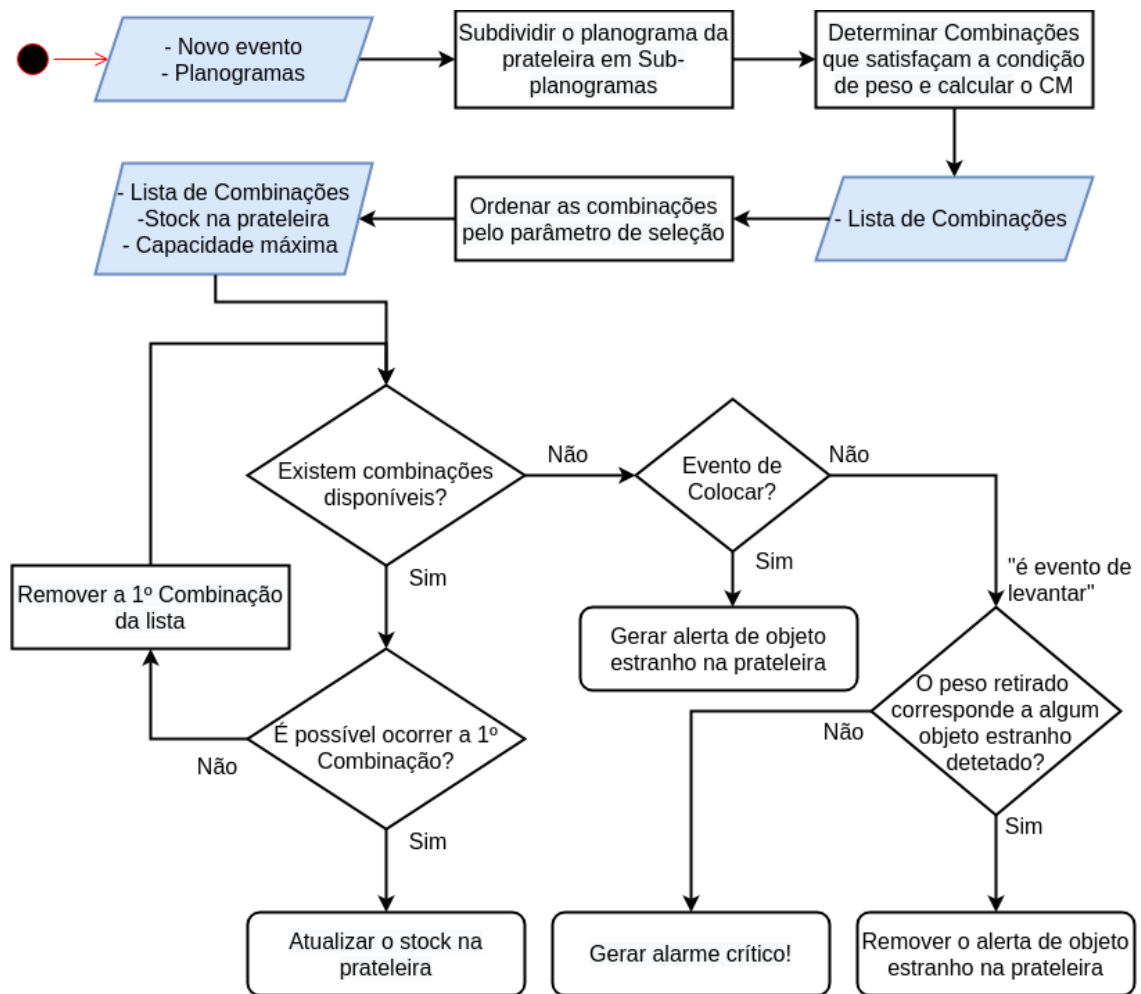 - Novo evento
- Planogramas
Subdividir o planograma da
prateleira em Sub-
planogramas
Determinar Combinações
que satisfaçam a condição
de peso e calcular o CM
- Lista de Combinações
-Stock na prateleira
- Capacidade máxima
Ordenar as combinações
pelo parâmetro de seleção
- Lista de Combinações
Existem combinações
disponíveis?
Não
Evento de
Colocar?
Não
Sim
Sim
"é evento de
levantar"
Remover a 1º Combinação
da lista
Gerar alerta de objeto
estranho na prateleira
É possível ocorrer a 1º
Combinação?
Não
O peso retirado
corresponde a algum
objeto estranho
detetado?
Não
Sim
Sim
Atualizar o stock na
prateleira
Gerar alarme crítico!
Remover o alerta de objeto
estranho na prateleira